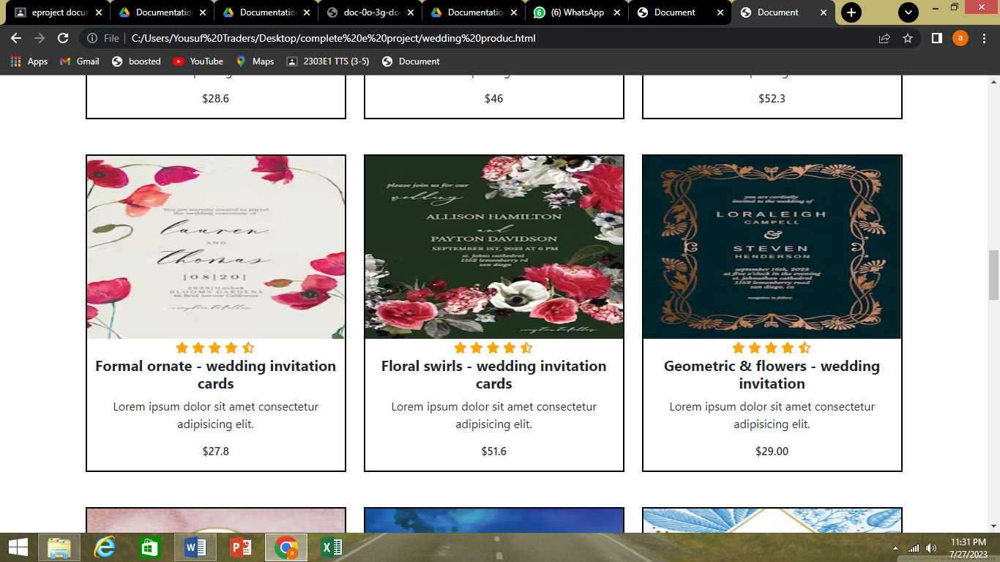 eproject docun
Documentatio
Documentatio
doc-0o-3g-doc
Documentatio
(6) WhatsApp
Document
Document
File
C:/Users/Yousuf%20Traders/Desktop/complete%20e%20project/wedding%20produc.html
a
Apps
Gmail
boosted
YouTube
Maps
2303E1 TTS (3-5)
Document
$28.6
$46
$52.3
You are warmly invited to attend
the wedding ceremony of
lauren
AND
thomas
|08|20|
2023|11 o'clock
BLOOMS GARDENS
66 Reid Avenue California
reception to follow
Formal ornate - wedding invitation
cards
Lorem ipsum dolor sit amet consectetur
adipisicing elit.
$27.8
please join us for our
wedding
ALLISON HAMILTON
and
PAYTON DAVIDSON
SEPTEMBER 1ST, 2023 AT 6 PM
st. johns cathedral
1152 lemonberry rd
san diego
reception to follow
Floral swirls - wedding invitation
cards
Lorem ipsum dolor sit amet consectetur
adipisicing elit.
$51.6
you are cordially
invited to the wedding of
LORALEIGH
CAMPELL
&
STEVEN
HENDERSON
september 16th, 2023
at five o'clock in the evening
st. johnathan cathedral
1152 lemonberry road
san diego, ca
reception to follow
Geometric & flowers - wedding
invitation
Lorem ipsum dolor sit amet consectetur
adipisicing elit.
$29.00
11:31 PM
7/27/2023